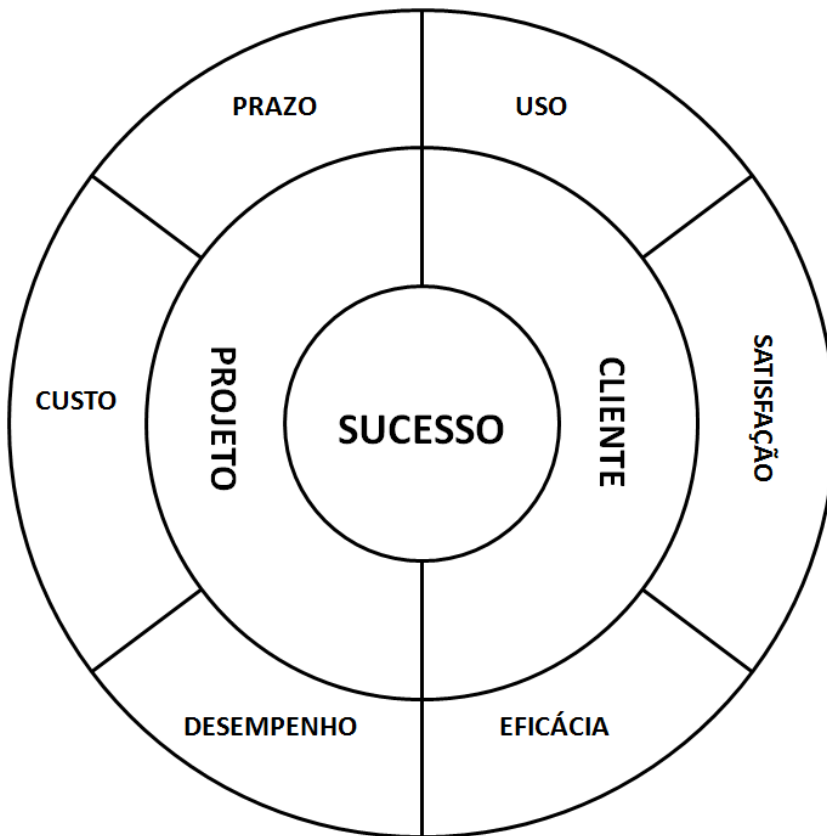 PRAZO
USO
PROJETO
CLIENTE
SATISFAÇÃO
CUSTO
SUCESSO
DESEMPENHO
EFICÁCIA